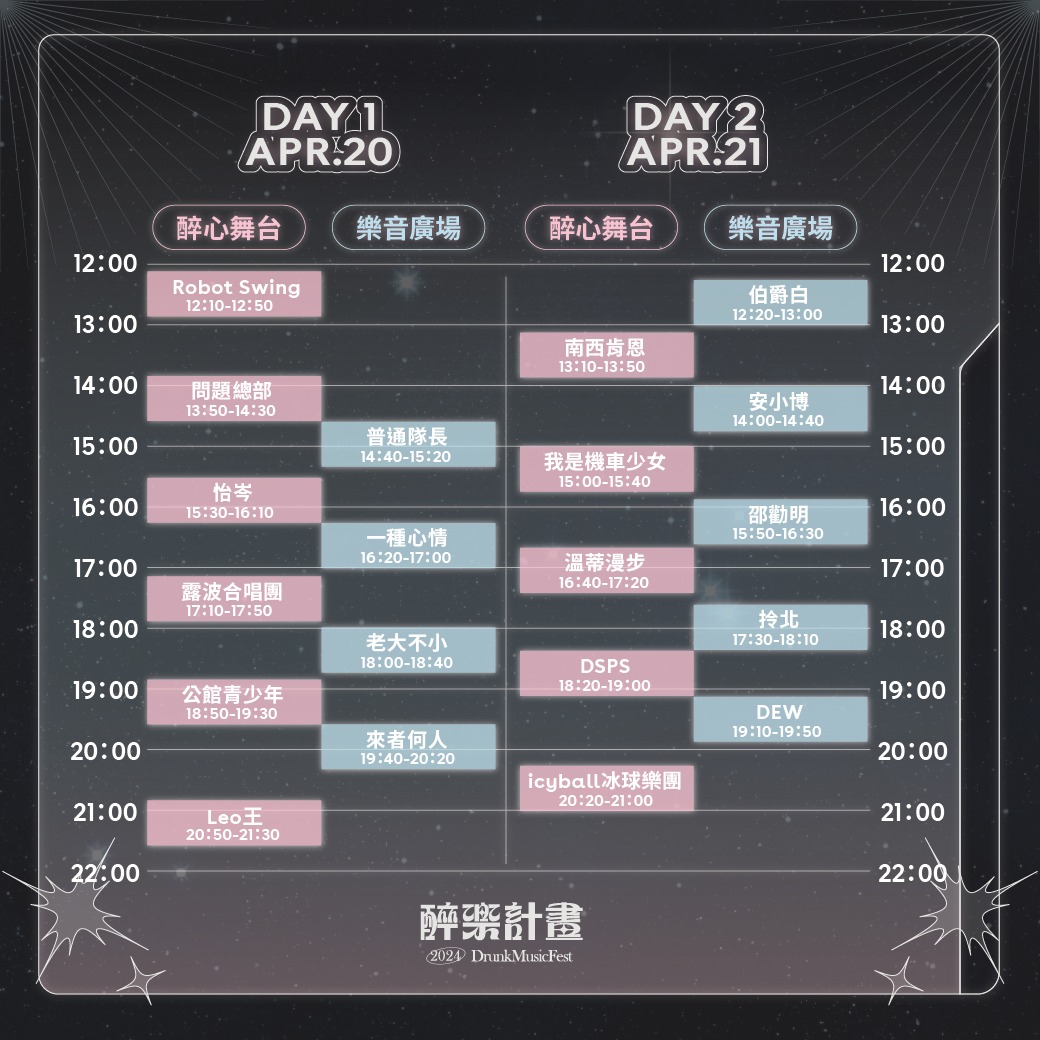 DAY 1
APR.20
DAY 2
APR.21
醉心舞台
樂音廣場
醉心舞台
樂音廣場
12:00
12:00
Robot Swing
12:10-12:50
伯爵白
12:20-13:00
13:00
13:00
南西肯恩
13:10-13:50
14:00
14:00
問題總部
13:50-14:30
安小博
14:00-14:40
普通隊長
14:40-15:20
15:00
15:00
我是機車少女
15:00-15:40
怡岑
15:30-16:10
16:00
16:00
邵勸明
15:50-16:30
一種心情
16:20-17:00
溫蒂漫步
16:40-17:20
17:00
17:00
露波合唱團
17:10-17:50
拎北
17:30-18:10
18:00
18:00
老大不小
18:00-18:40
DSPS
18:20-19:00
19:00
19:00
公館青少年
18:50-19:30
DEW
19:10-19:50
來者何人
19:40-20:20
20:00
20:00
icyball冰球樂團
20:20-21:00
21:00
21:00
Leo王
20:50-21:30
22:00
22:00
醉樂計畫
2024 DrunkMusicFest